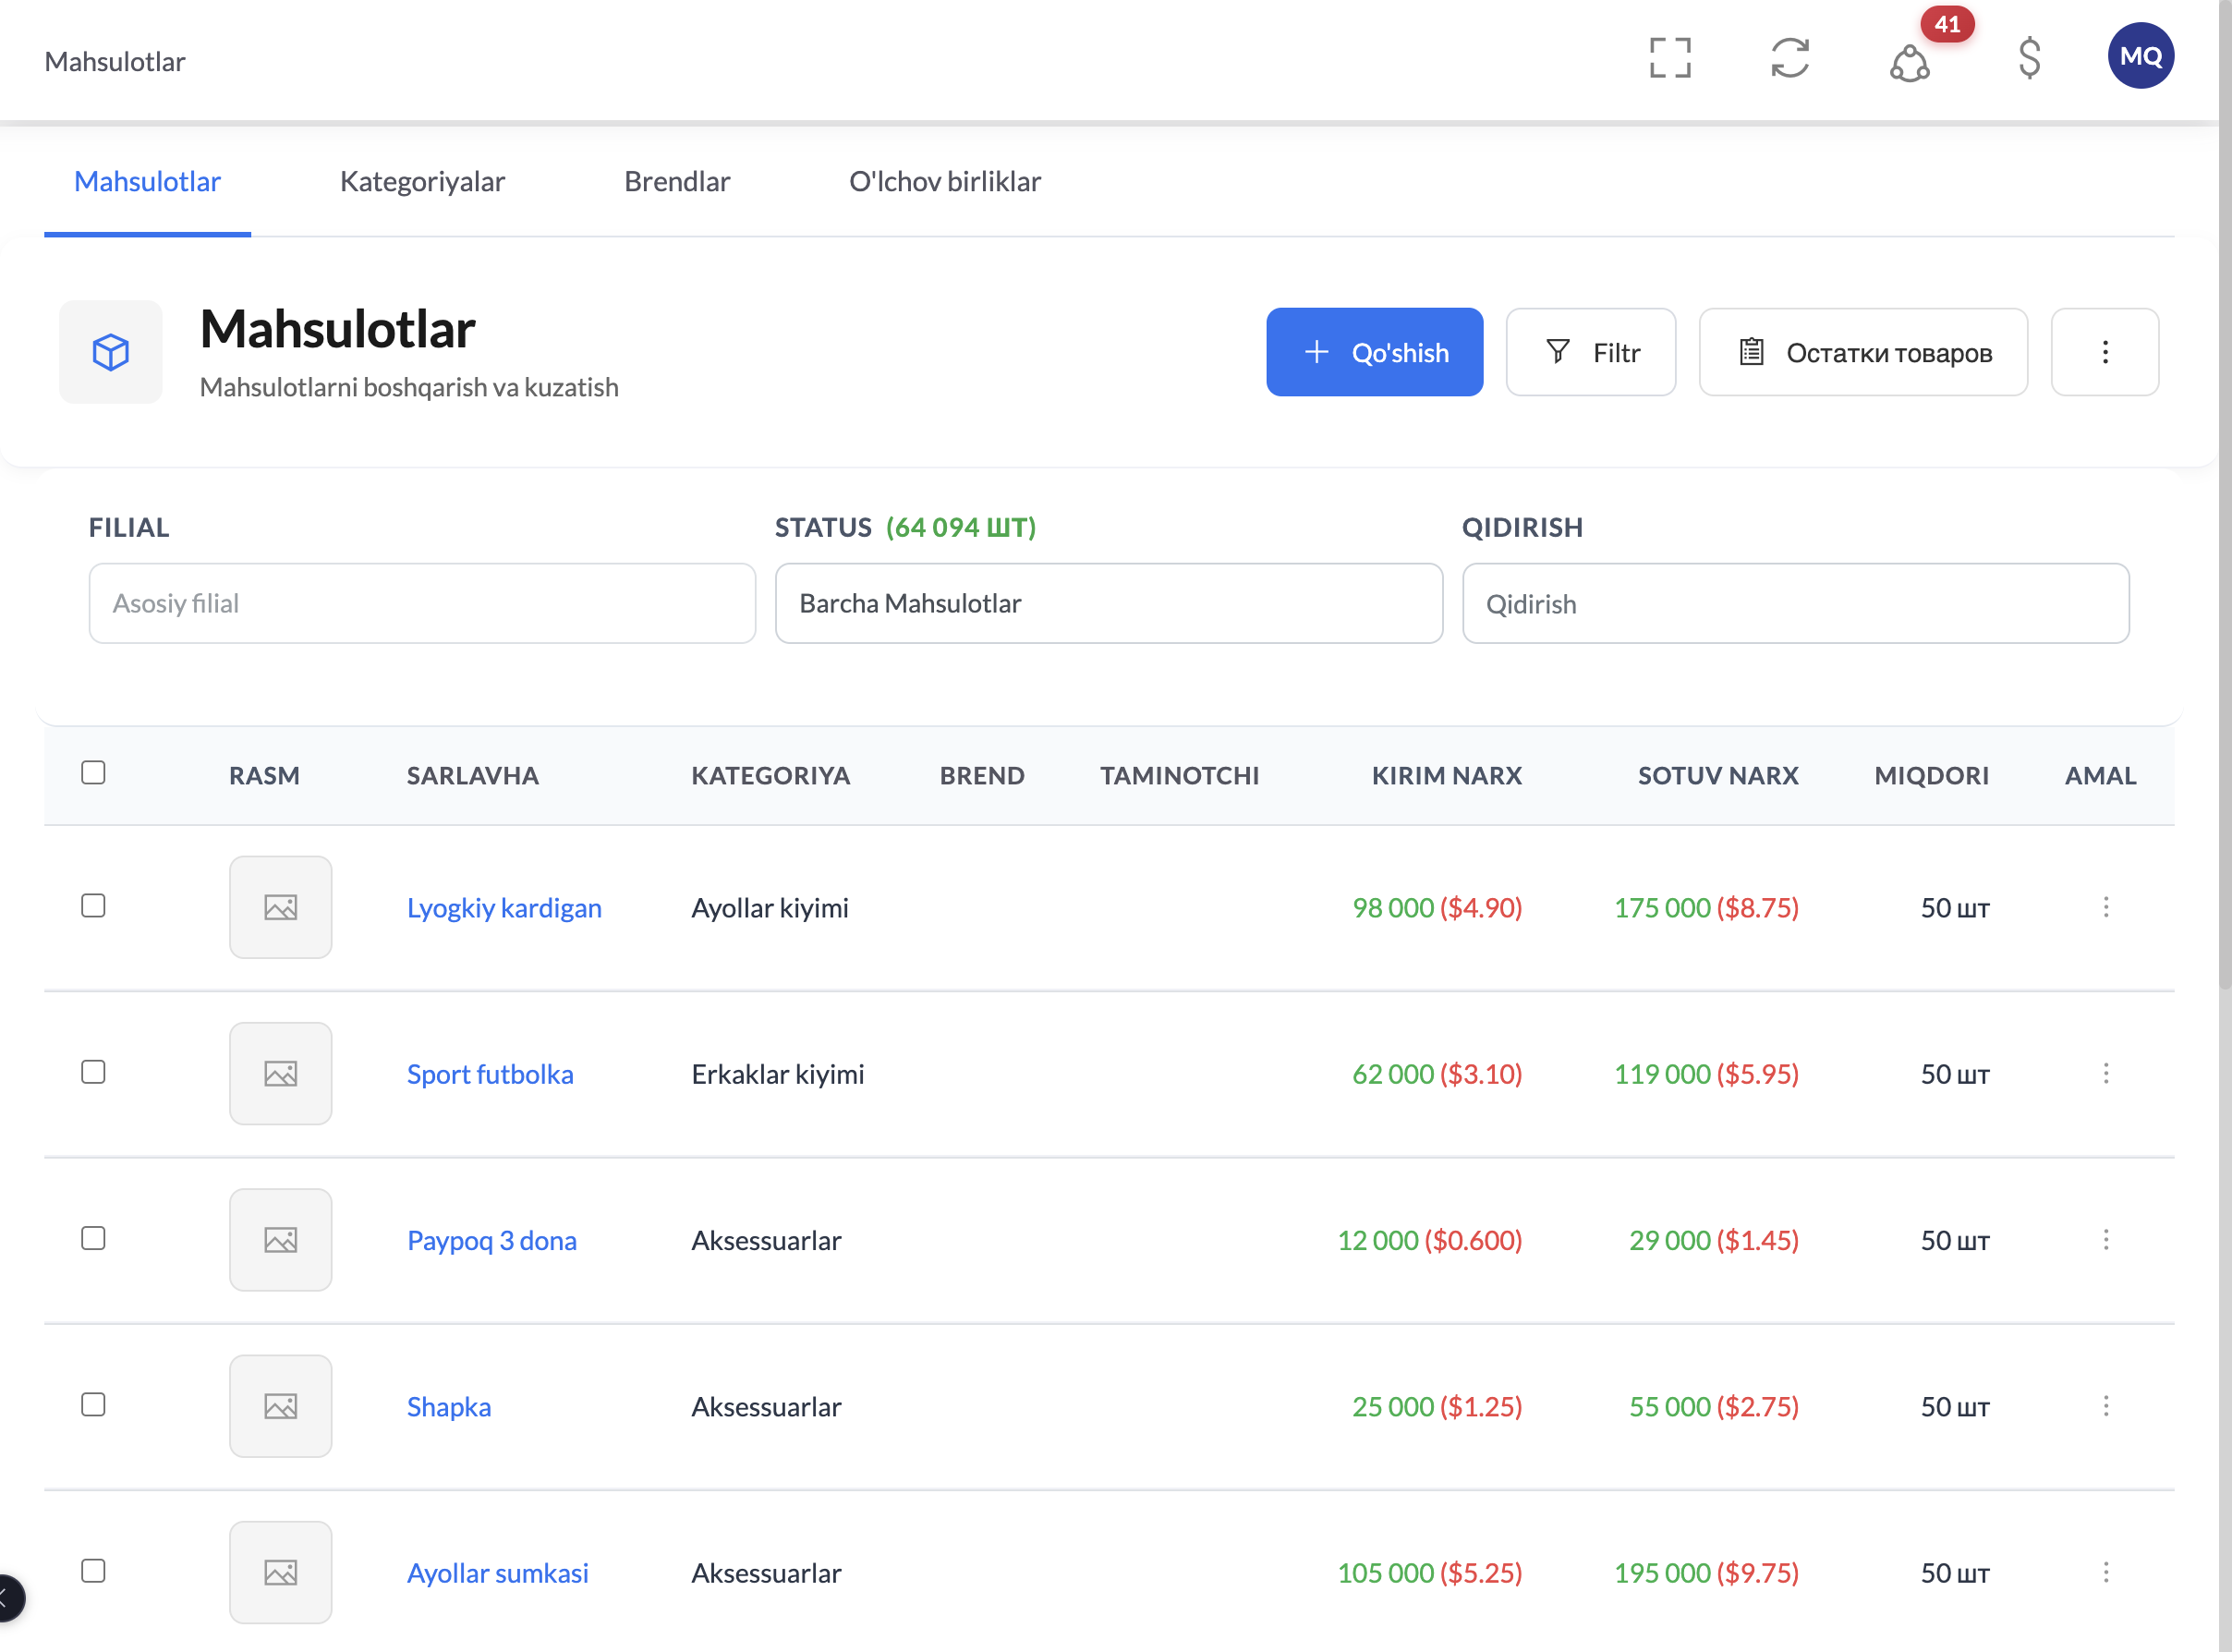 Mahsulotlar
41
MQ
Mahsulotlar Kategoriyalar Brendlar O'lchov birliklar
Mahsulotlar
Mahsulotlarni boshqarish va kuzatish
Qo'shish Filtr Остатки товаров
FILIAL STATUS (64 094 ШТ) QIDIRISH
Asosiy filial Barcha Mahsulotlar Qidirish
RASM SARLAVHA KATEGORIYA BREND TAMINOTCHI KIRIM NARX SOTUV NARX MIQDORI AMAL
Lyogkiy kardigan Ayollar kiyimi 98 000 ($4.90) 175 000 ($8.75) 50 шт
Sport futbolka Erkaklar kiyimi 62 000 ($3.10) 119 000 ($5.95) 50 шт
Paypoq 3 dona Aksessuarlar 12 000 ($0.600) 29 000 ($1.45) 50 шт
Shapka Aksessuarlar 25 000 ($1.25) 55 000 ($2.75) 50 шт
Ayollar sumkasi Aksessuarlar 105 000 ($5.25) 195 000 ($9.75) 50 шт